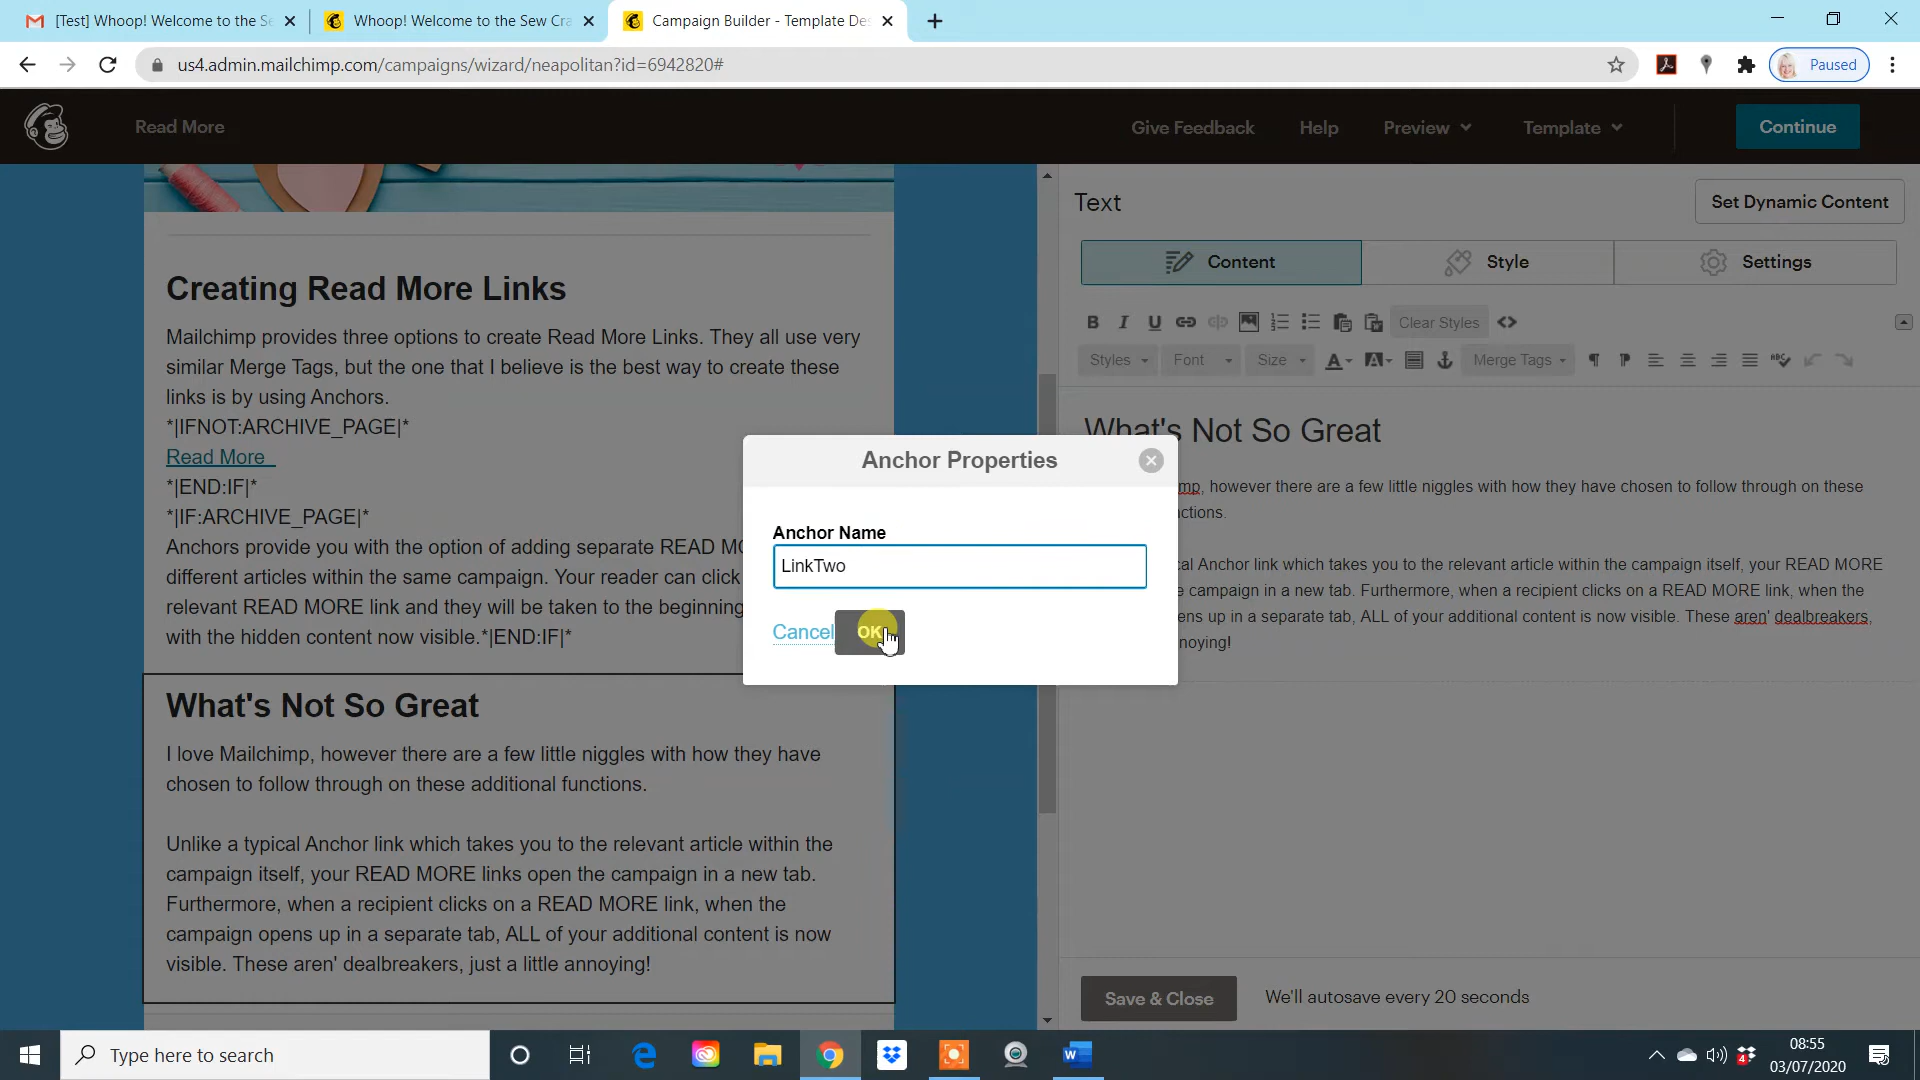 [Test] Whoop! Welcome to the Se
Whoop! Welcome to the Sew Cra
Campaign Builder - Template Des
us4.admin.mailchimp.com/campaigns/wizard/neapolitan?id=6942820#
Paused
Read More
Give Feedback
Help
Preview
Template
Continue
Creating Read More Links
Mailchimp provides three options to create Read More Links. They all use very
similar Merge Tags, but the one that I believe is the best way to create these
links is by using Anchors.
*|IFNOT:ARCHIVE_PAGE|*
Read More
*|END:IF|*
*|IF:ARCHIVE_PAGE|*
Anchors provide you with the option of adding separate READ MO
different articles within the same campaign. Your reader can click
relevant READ MORE link and they will be taken to the beginning
with the hidden content now visible.*|END:IF|*
What's Not So Great
I love Mailchimp, however there are a few little niggles with how they have
chosen to follow through on these additional functions.
Unlike a typical Anchor link which takes you to the relevant article within the
campaign itself, your READ MORE links open the campaign in a new tab.
Furthermore, when a recipient clicks on a READ MORE link, when the
campaign opens up in a separate tab, ALL of your additional content is now
visible. These aren' dealbreakers, just a little annoying!
Text
Set Dynamic Content
Content
Style
Settings
B I U
Clear Styles
Styles
Font
Size
A
A
Merge Tags
What's Not So Great
mp, however there are a few little niggles with how they have chosen to follow through on these
ctions.
cal Anchor link which takes you to the relevant article within the campaign itself, your READ MORE
e campaign in a new tab. Furthermore, when a recipient clicks on a READ MORE link, when the
ens up in a separate tab, ALL of your additional content is now visible. These aren' dealbreakers,
noying!
Anchor Properties
Anchor Name
LinkTwo
Cancel
OK
Save & Close
We'll autosave every 20 seconds
Type here to search
08:55
03/07/2020